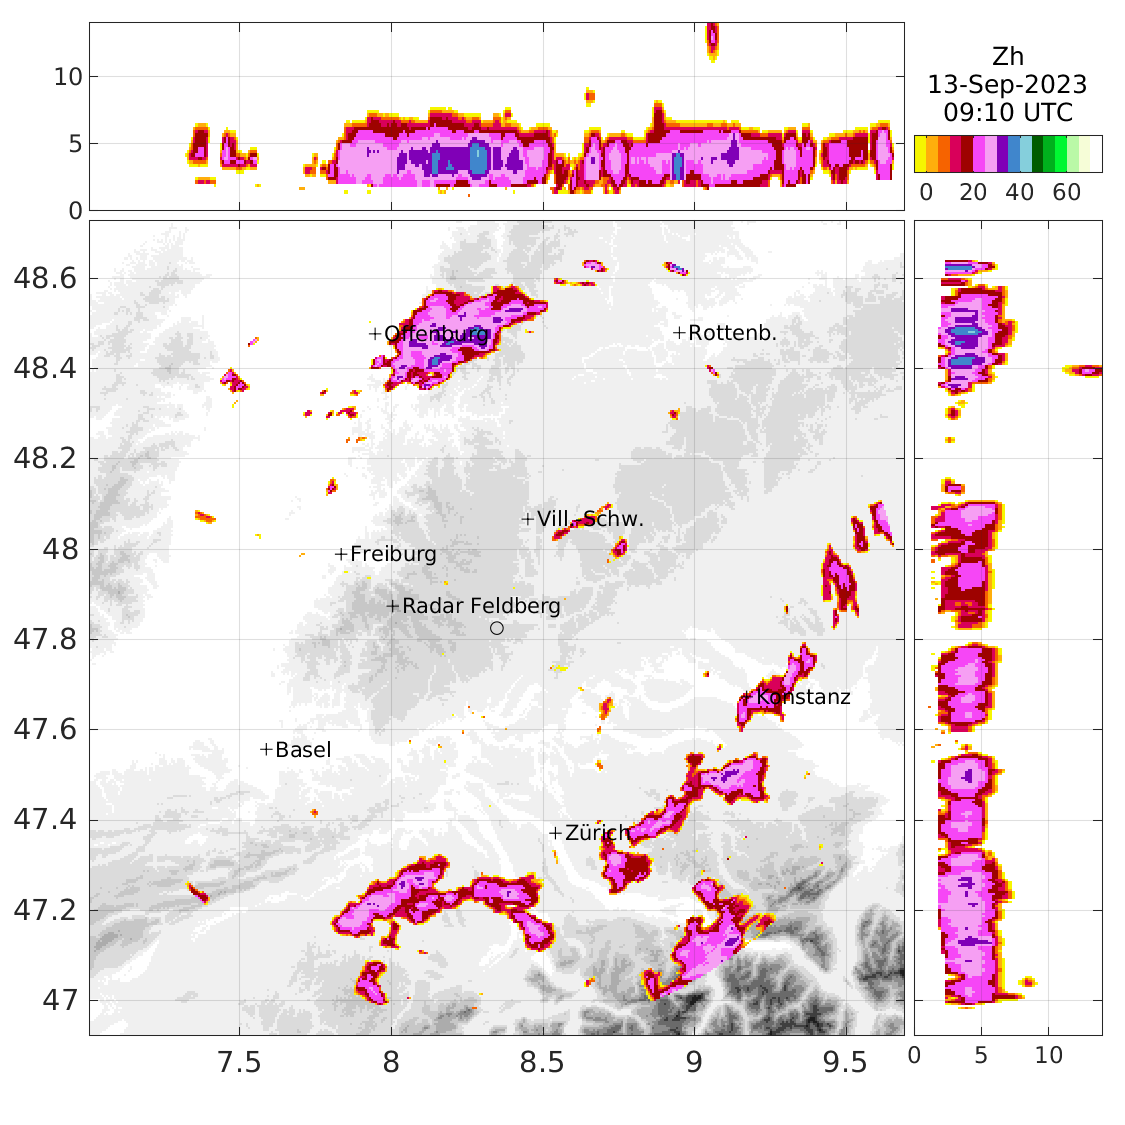 10
5
0
Zh
13-Sep-2023
09:10 UTC
0 20 40 60
48.6
48.4
48.2
48
47.8
47.6
47.4
47.2
47
Offenburg
Rottenb.
Vill.-Schw.
Freiburg
Radar Feldberg
Konstanz
Basel
Zürich
7.5 8 8.5 9 9.5
0 5 10